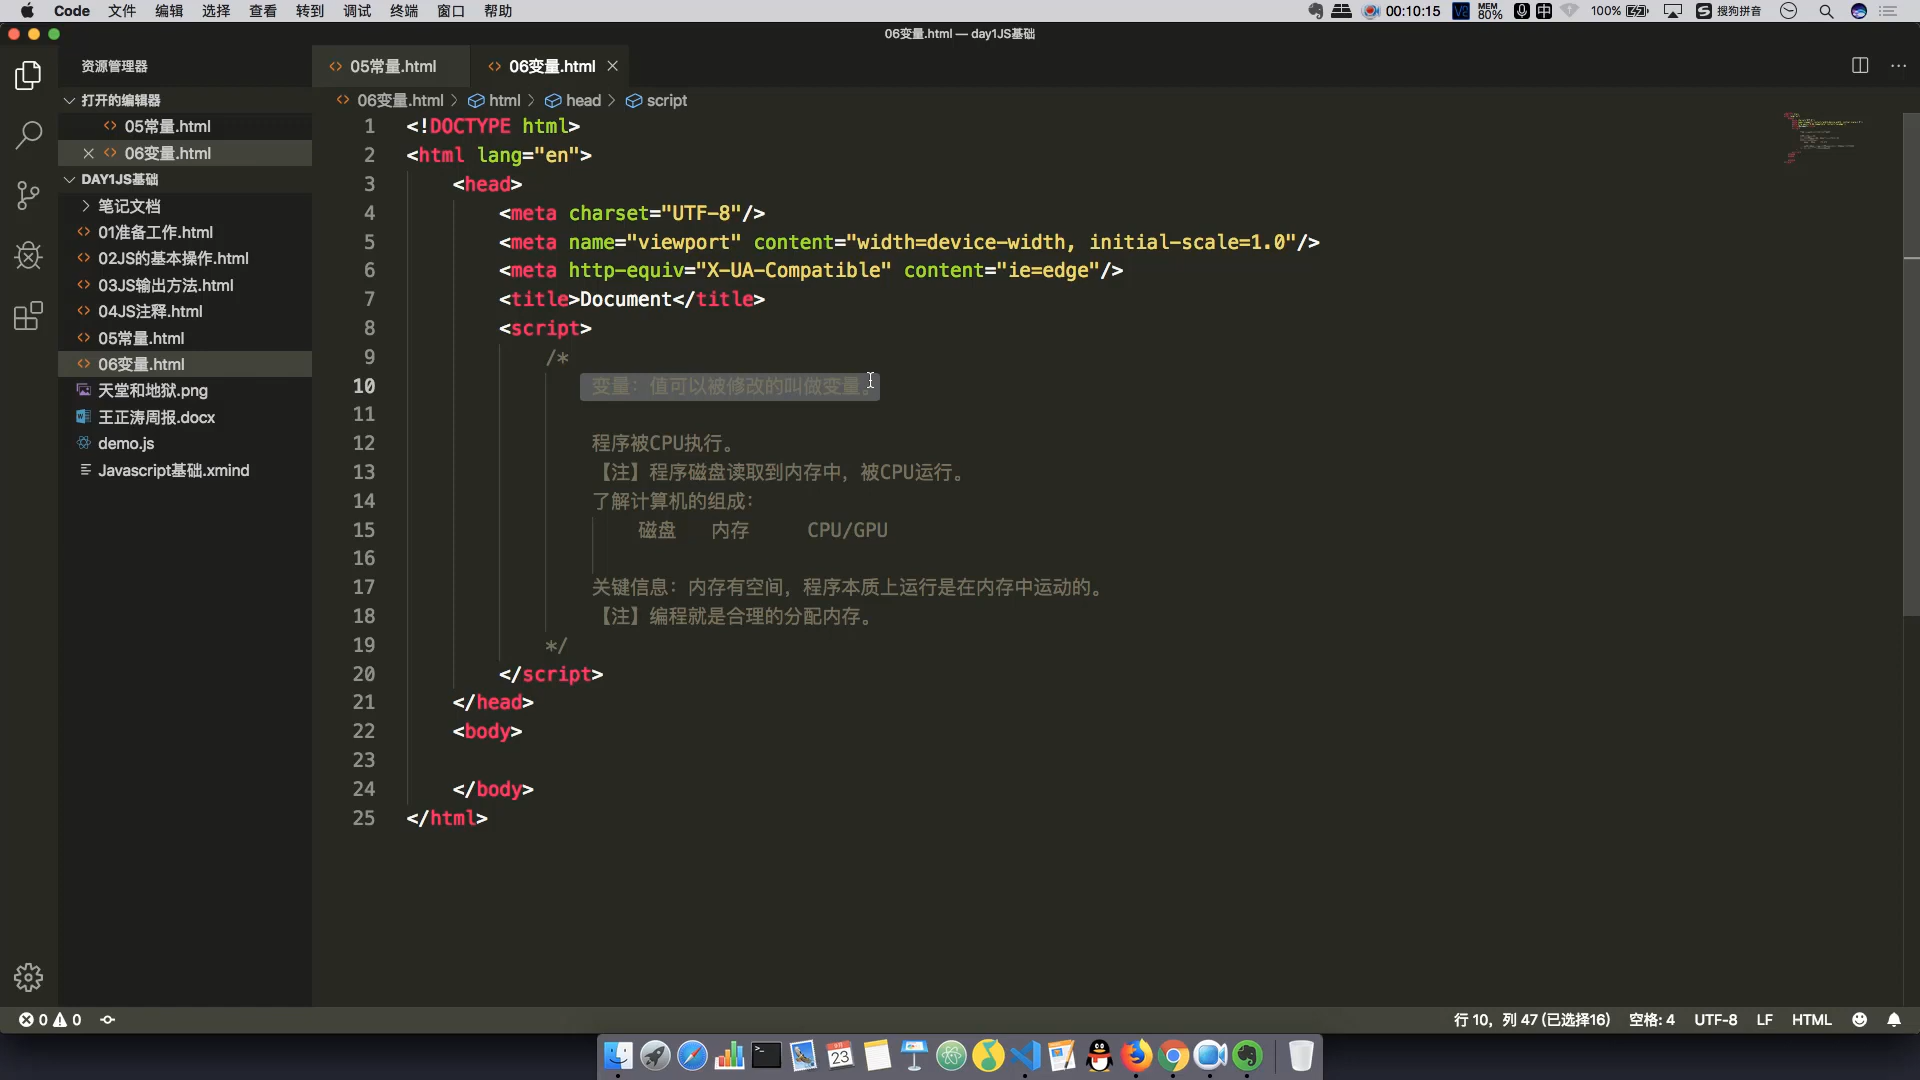 Code 文件 编辑 选择 查看 转到 调试 终端 窗口 帮助
00:10:15 MEM 80% 中 100% 搜狗拼音
06变量.html — day1JS基础
资源管理器
打开的编辑器
05常量.html
06变量.html
DAY1JS基础
笔记文档
01准备工作.html
02JS的基本操作.html
03JS输出方法.html
04JS注释.html
05常量.html
06变量.html
天堂和地狱.png
王正涛周报.docx
demo.js
Javascript基础.xmind
05常量.html 06变量.html
06变量.html > html > head > script
1 <!DOCTYPE html>
2 <html lang="en">
3 <head>
4 <meta charset="UTF-8"/>
5 <meta name="viewport" content="width=device-width, initial-scale=1.0"/>
6 <meta http-equiv="X-UA-Compatible" content="ie=edge"/>
7 <title>Document</title>
8 <script>
9 /*
10 变量：值可以被修改的叫做变量。
11
12 程序被CPU执行。
13 【注】程序磁盘读取到内存中，被CPU运行。
14 了解计算机的组成：
15 磁盘 内存 CPU/GPU
16
17 关键信息：内存有空间，程序本质上运行是在内存中运动的。
18 【注】编程就是合理的分配内存。
19 */
20 </script>
21 </head>
22 <body>
23
24 </body>
25 </html>
0 0
行 10，列 47 (已选择16) 空格: 4 UTF-8 LF HTML
23